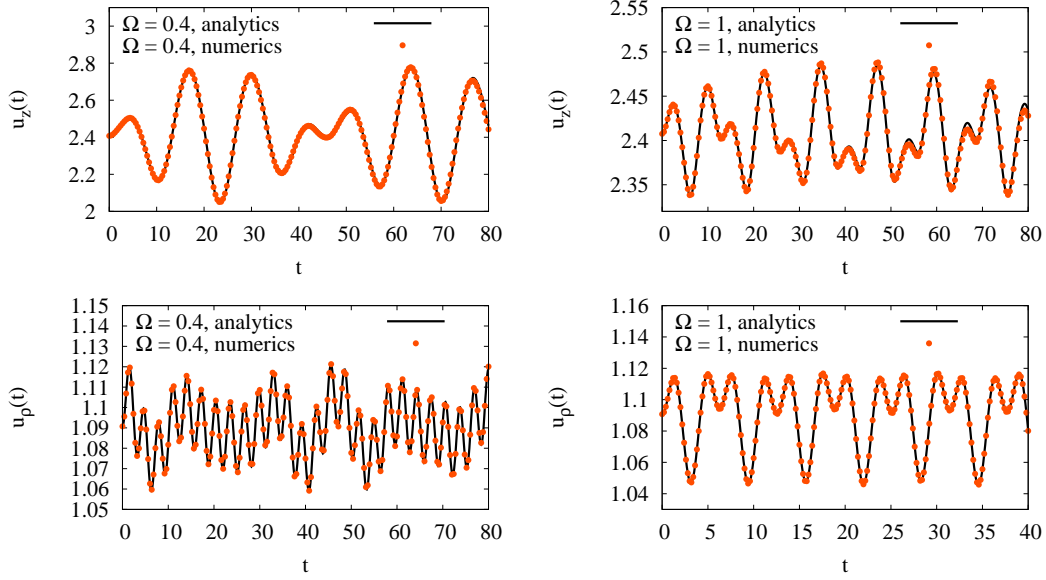 Ω = 0.4, analytics
Ω = 0.4, numerics
u_z(t)
3
2.8
2.6
2.4
2.2
2
0 10 20 30 40 50 60 70 80
t
Ω = 1, analytics
Ω = 1, numerics
u_z(t)
2.55
2.5
2.45
2.4
2.35
0 10 20 30 40 50 60 70 80
t
Ω = 0.4, analytics
Ω = 0.4, numerics
u_ρ(t)
1.15
1.14
1.13
1.12
1.1
1.09
1.08
1.07
1.06
1.05
0 10 20 30 40 50 60 70 80
t
Ω = 1, analytics
Ω = 1, numerics
u_ρ(t)
1.16
1.14
1.12
1.1
1.08
1.06
1.04
0 5 10 15 20 25 30 35 40
t